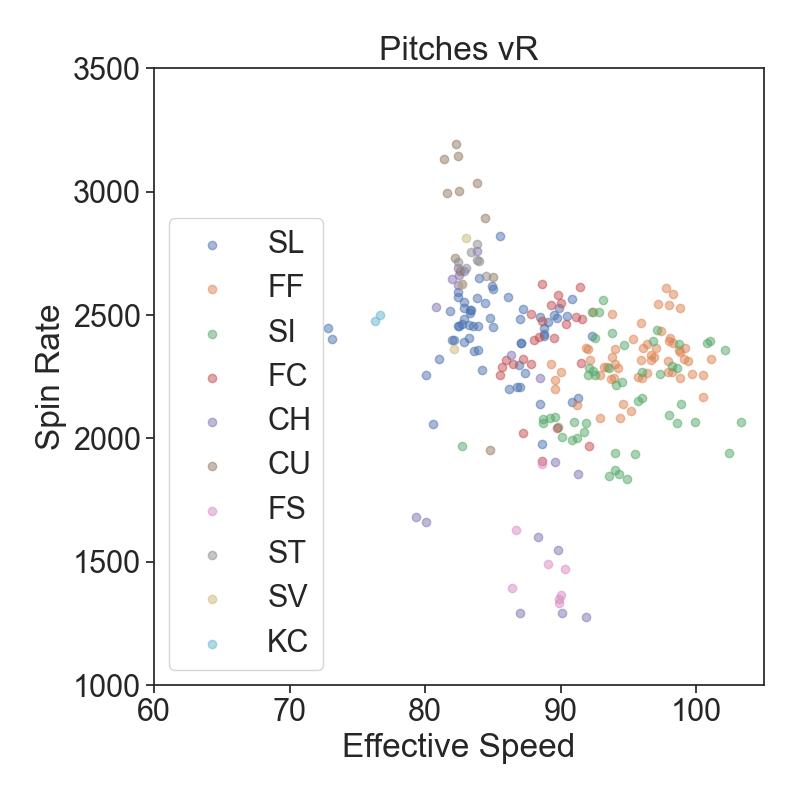 Pitches vR
3500
3000
2500
2000
1500
1000
Spin Rate
SL
FF
SI
FC
CH
CU
FS
ST
SV
KC
60 70 80 90 100
Effective Speed